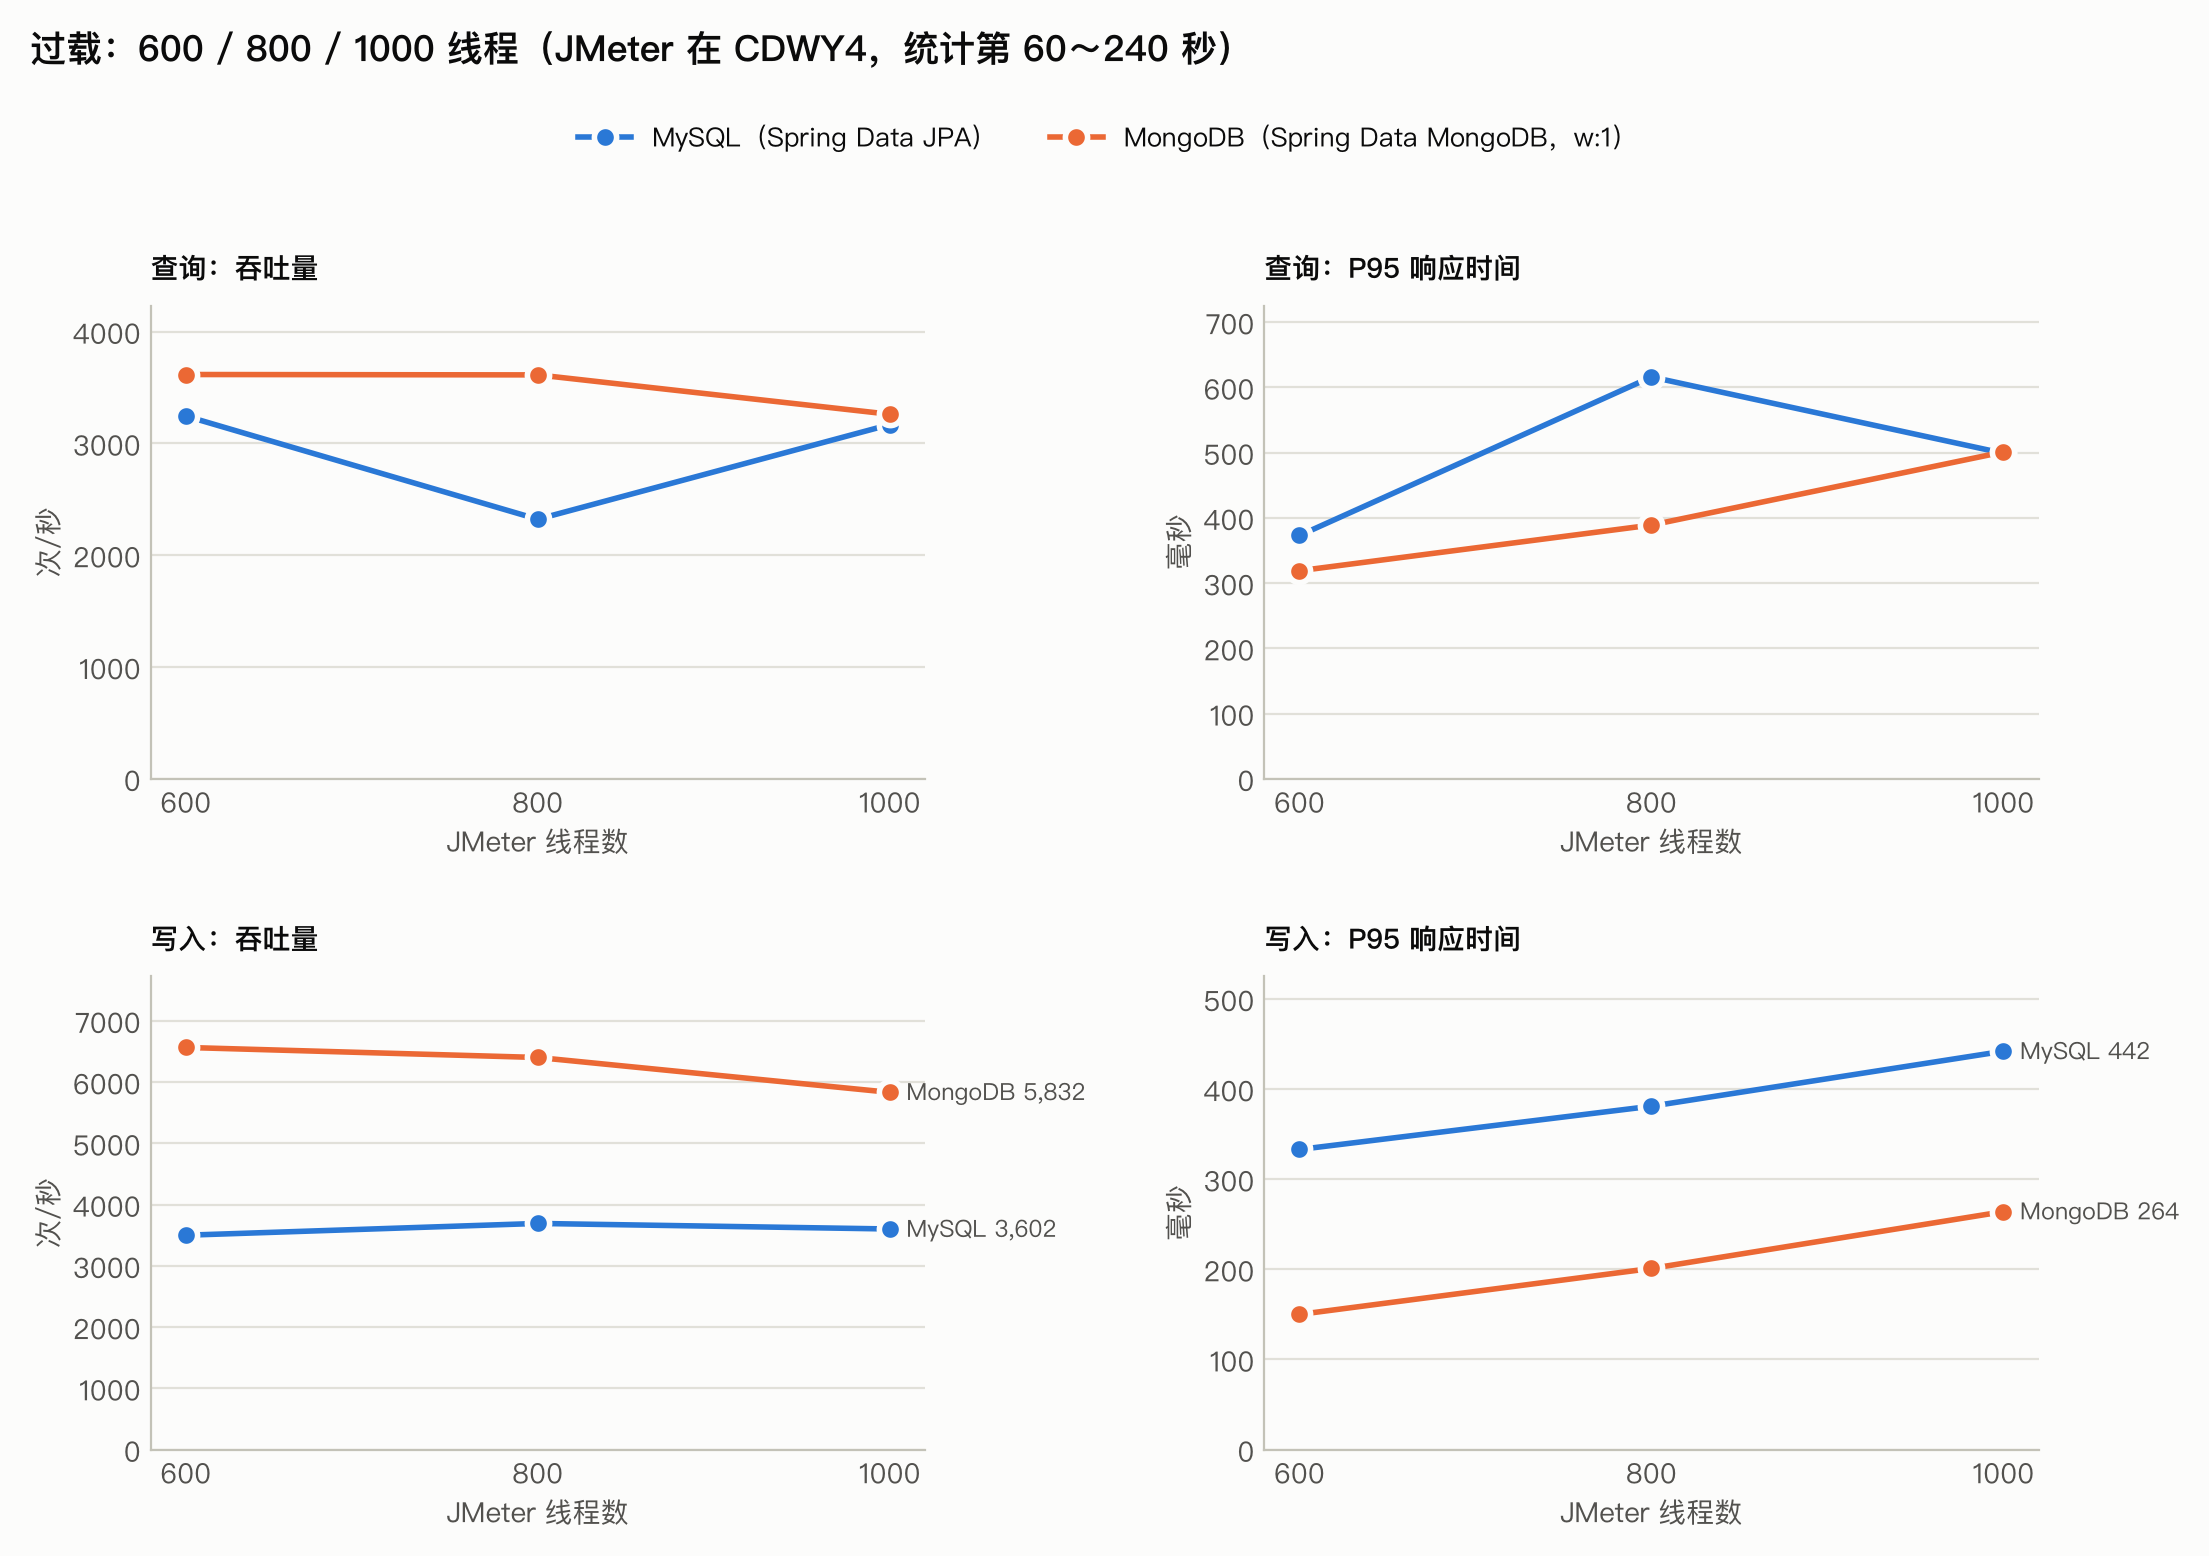 过载：600 / 800 / 1000 线程（JMeter 在 CDWY4，统计第 60～240 秒）
MySQL（Spring Data JPA）
MongoDB（Spring Data MongoDB，w:1）
查询：吞吐量
4000
3000
2000
1000
0
次/秒
600
800
1000
JMeter 线程数
查询：P95 响应时间
700
600
500
400
300
200
100
0
毫秒
600
800
1000
JMeter 线程数
写入：吞吐量
7000
6000
5000
4000
3000
2000
1000
0
次/秒
MongoDB 5,832
MySQL 3,602
600
800
1000
JMeter 线程数
写入：P95 响应时间
500
400
300
200
100
0
毫秒
MySQL 442
MongoDB 264
600
800
1000
JMeter 线程数